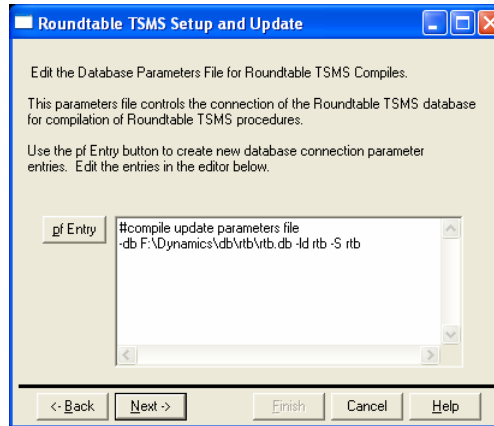 Roundtable TSMS Setup and Update
Edit the Database Parameters File for Roundtable TSMS Compiles.
This parameters file controls the connection of the Roundtable TSMS database
for compilation of Roundtable TSMS procedures.
Use the pf Entry button to create new database connection parameter
entries. Edit the entries in the editor below.
pf Entry
#compile update parameters file
-db F:\Dynamics\db\rtb\rtb.db -ld rtb -S rtb
<- Back
Next ->
Finish
Cancel
Help